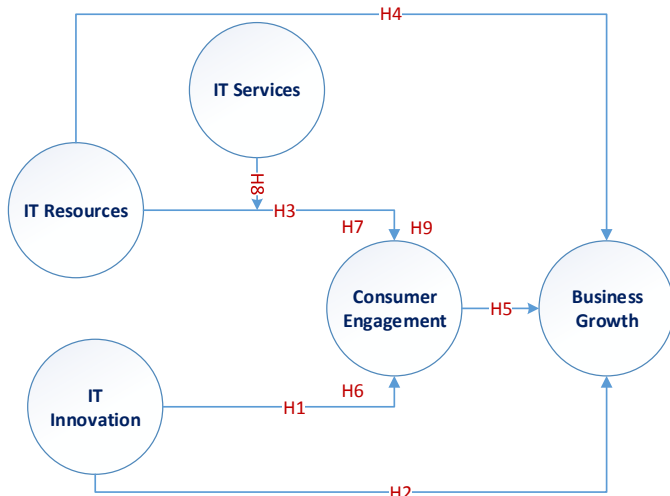 H4
IT Services
H8
IT Resources
H3
H7
H9
Consumer
Engagement
H5
Business
Growth
IT
Innovation
H6
H1
H2